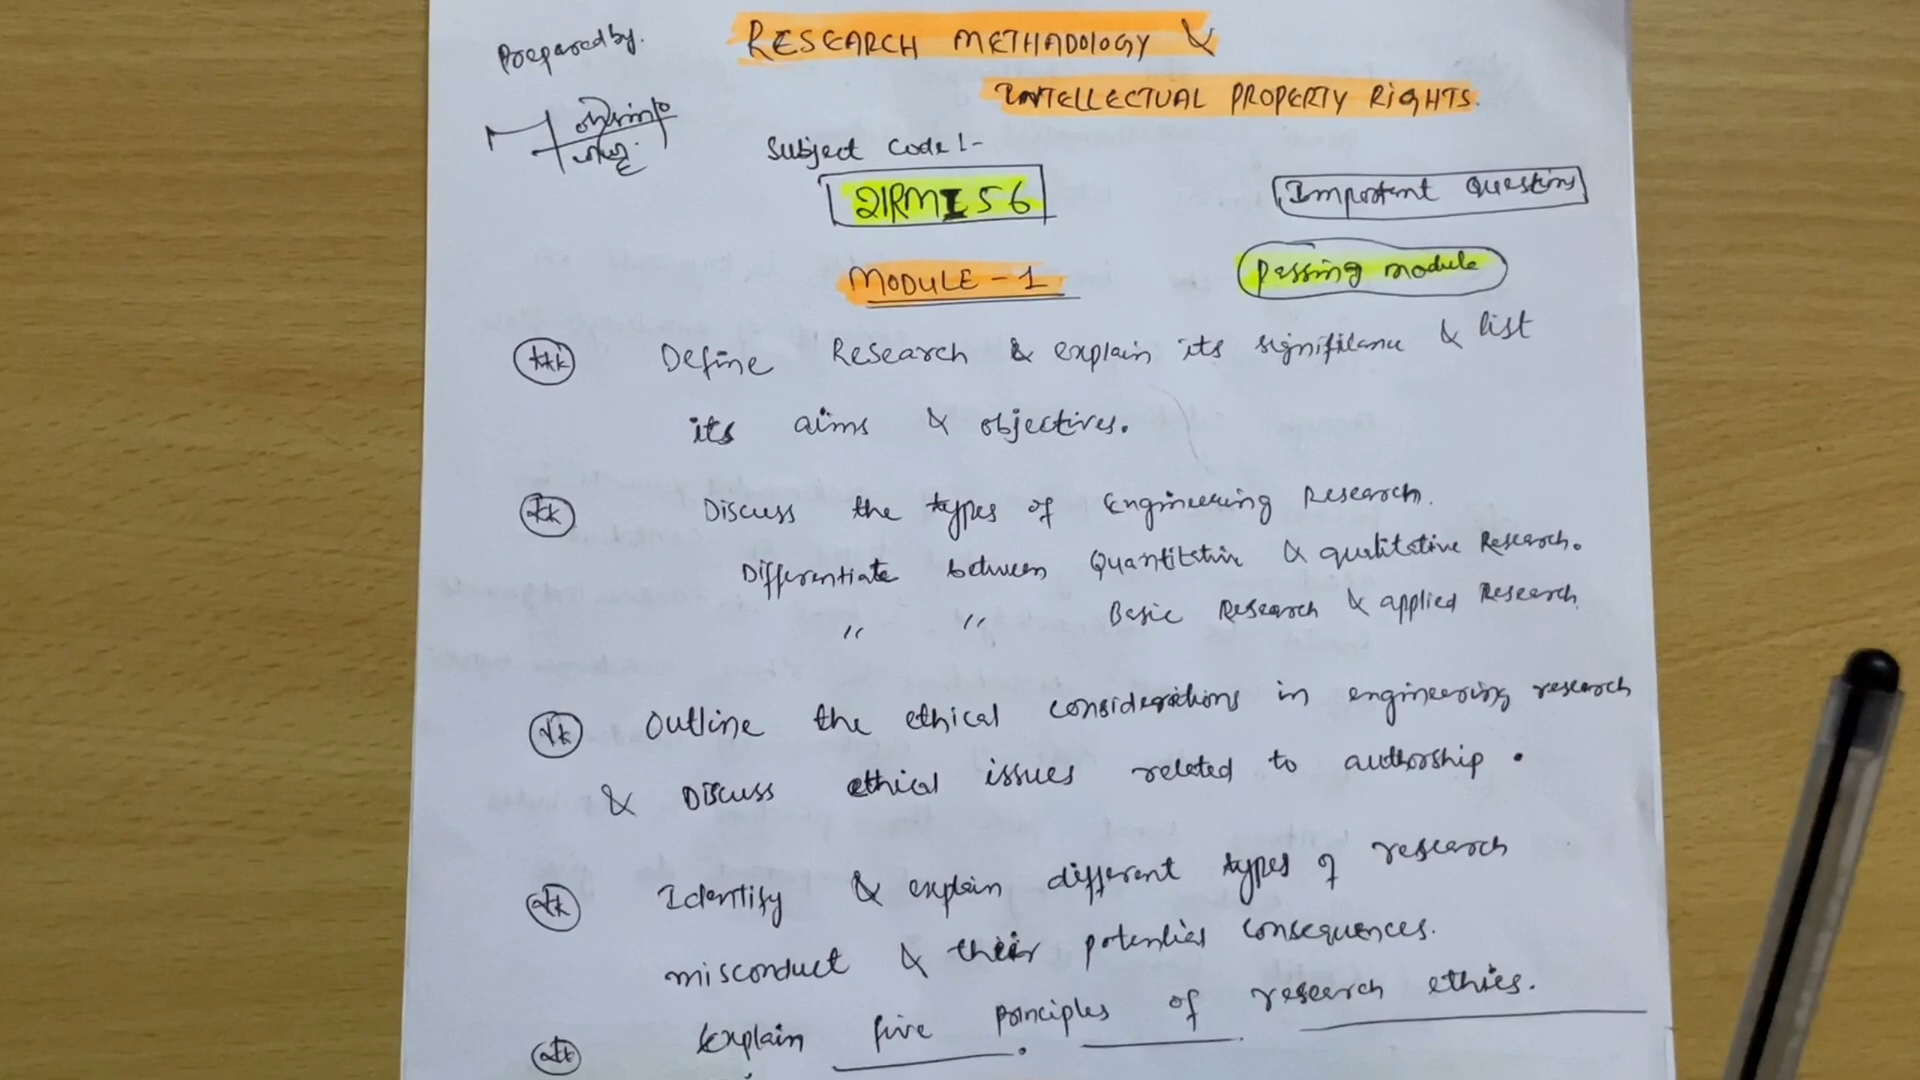 Prepared by.
RESEARCH METHADOLOGY &
INTELLECTUAL PROPERTY RIGHTS.
Subject Code :-
21RMI56
Important Questions
MODULE - 1
Passing module
Define Research & explain its significance & list
its aims & objectives.
Discuss the types of Engineering Research.
Differentiate between Quantitative & qualitative Research.
〃 〃 Basic Research & applied Research
Outline the ethical considerations in engineering research
& Discuss ethical issues related to authorship.
Identify & explain different types of research
misconduct & their potential consequences.
Explain five principles of research ethics.